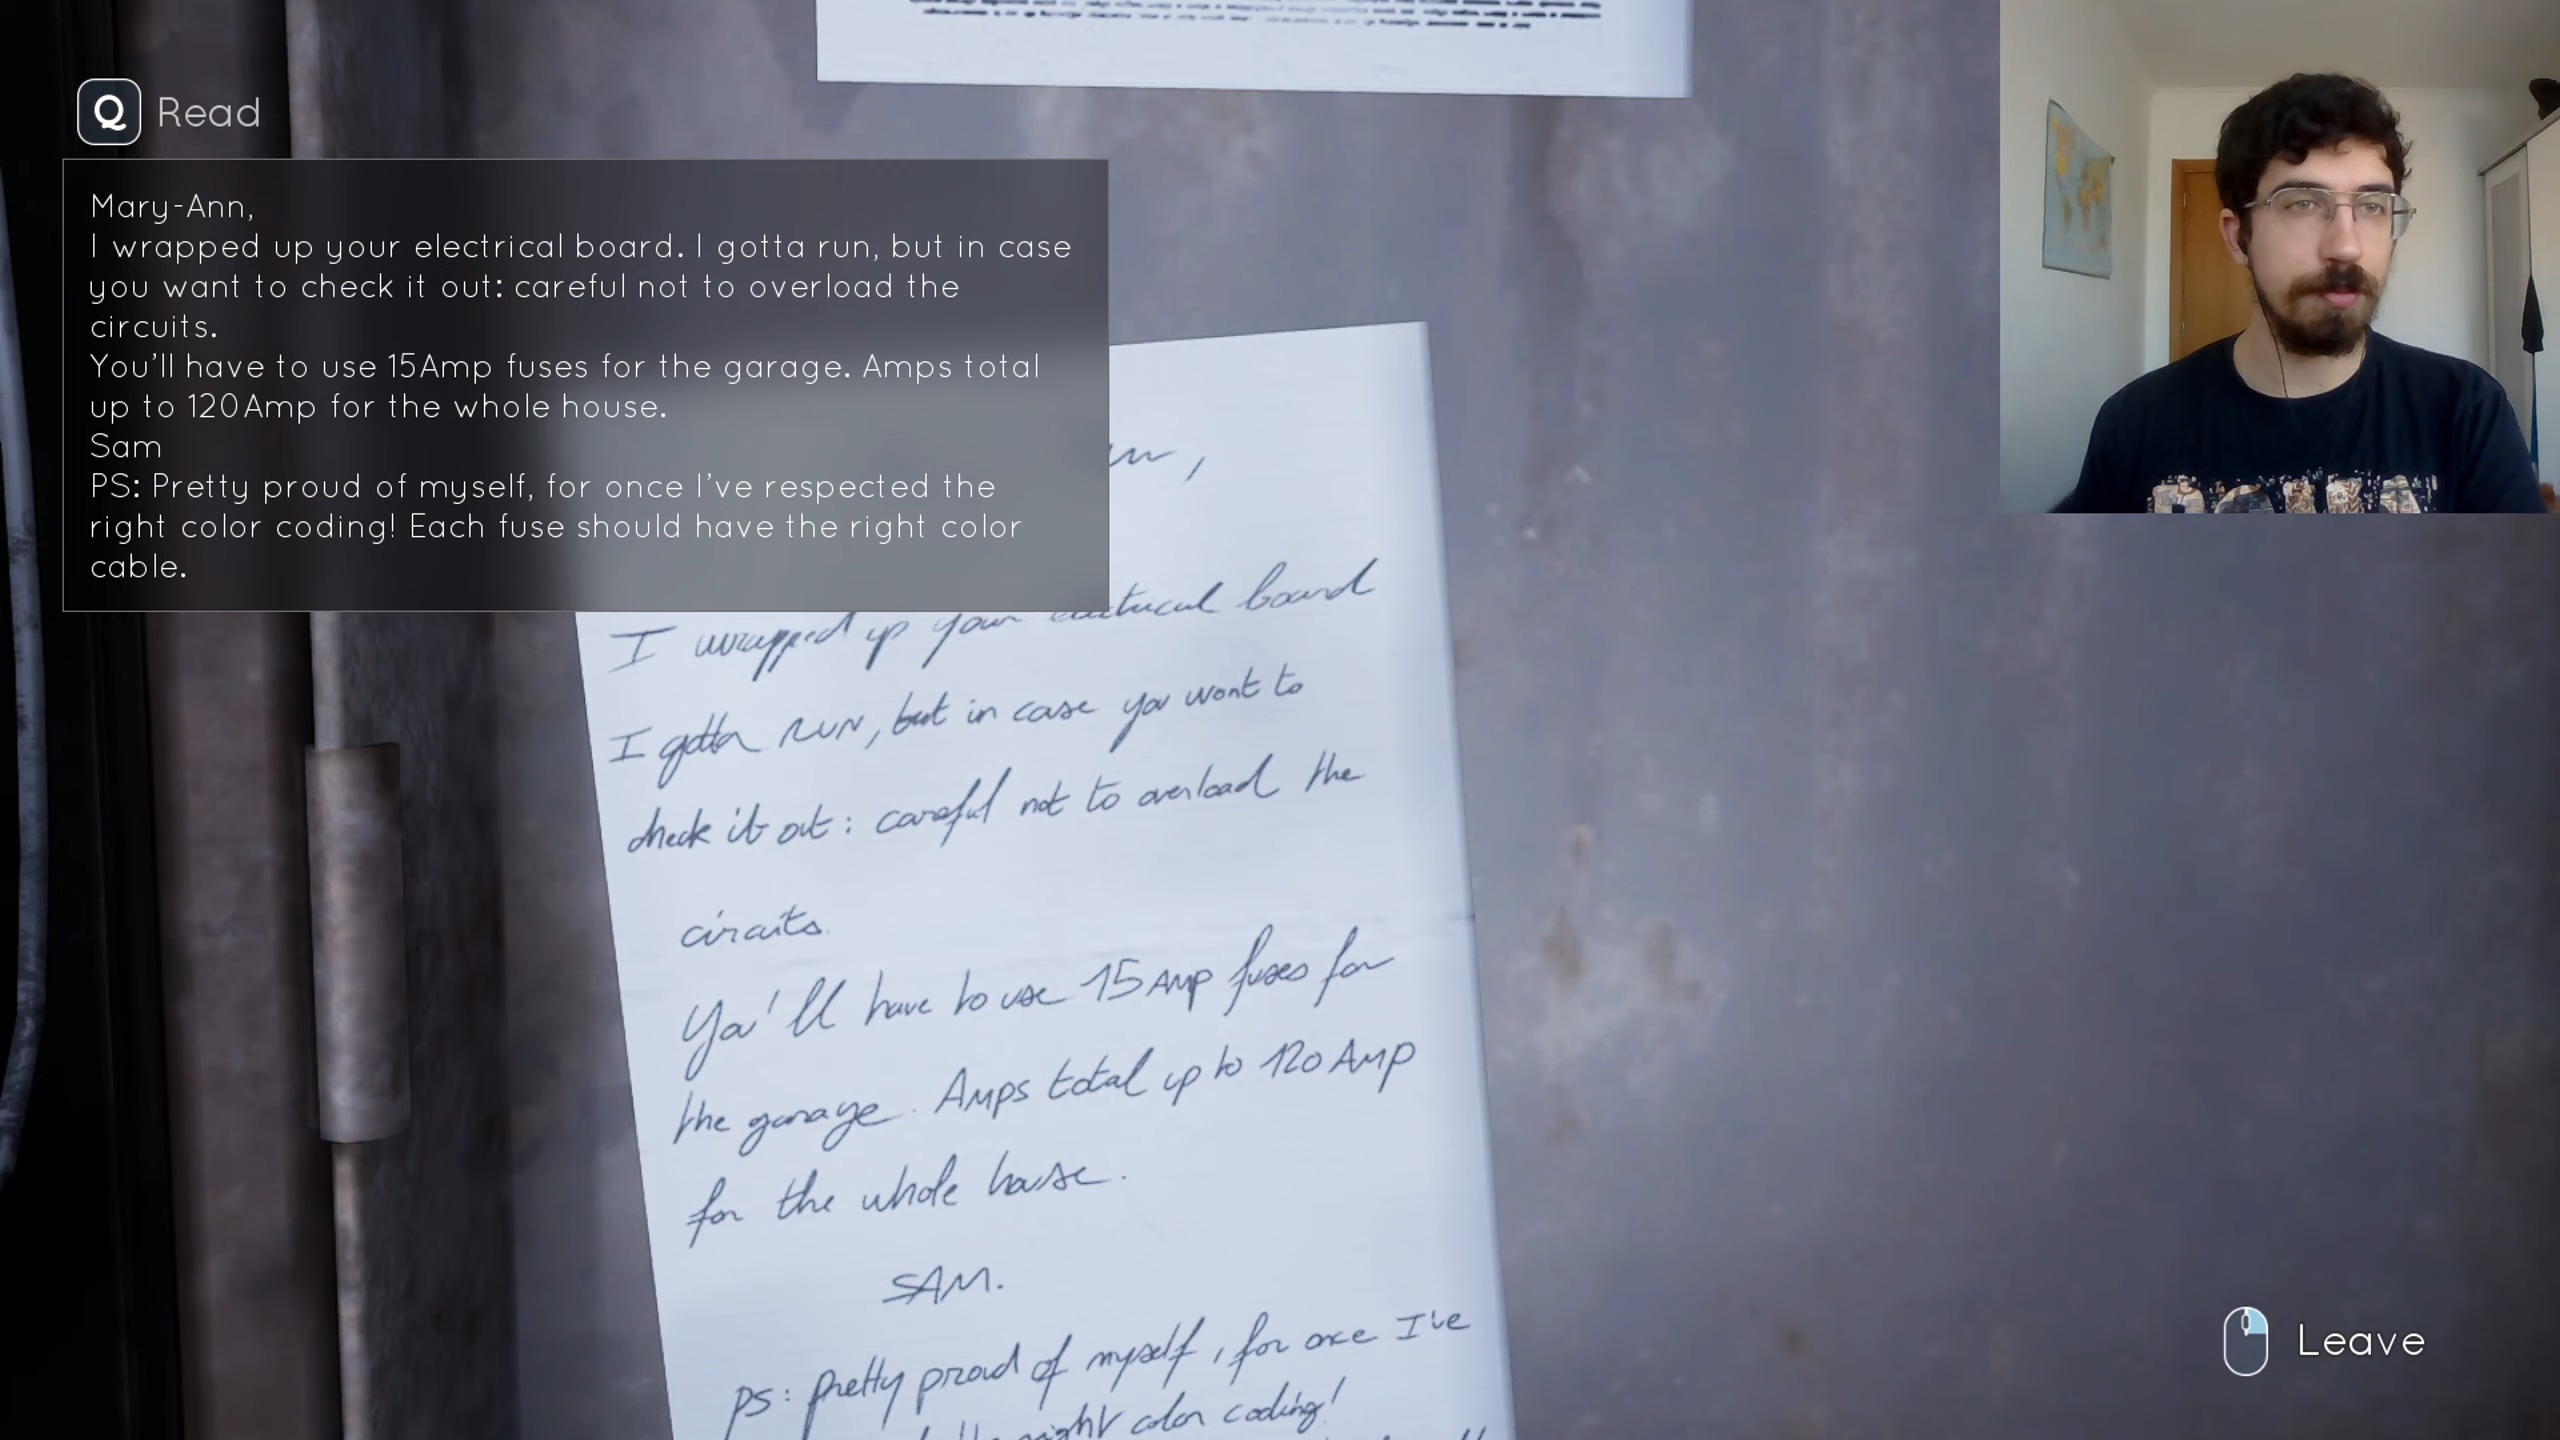 Q Read
Mary-Ann,
I wrapped up your electrical board. I gotta run, but in case
you want to check it out: careful not to overload the
circuits.
You'll have to use 15Amp fuses for the garage. Amps total
up to 120Amp for the whole house.
Sam
PS: Pretty proud of myself, for once I've respected the
right color coding! Each fuse should have the right color
cable.
I wrapped up your electrical board
I gotta run, but in case you want to
check it out: careful not to overload the
circuits.
You'll have to use 15 Amp fuses for
the garage. Amps total up to 120 Amp
for the whole house.
SAM.
PS: Pretty proud of myself, for once I've
right color coding!
Leave